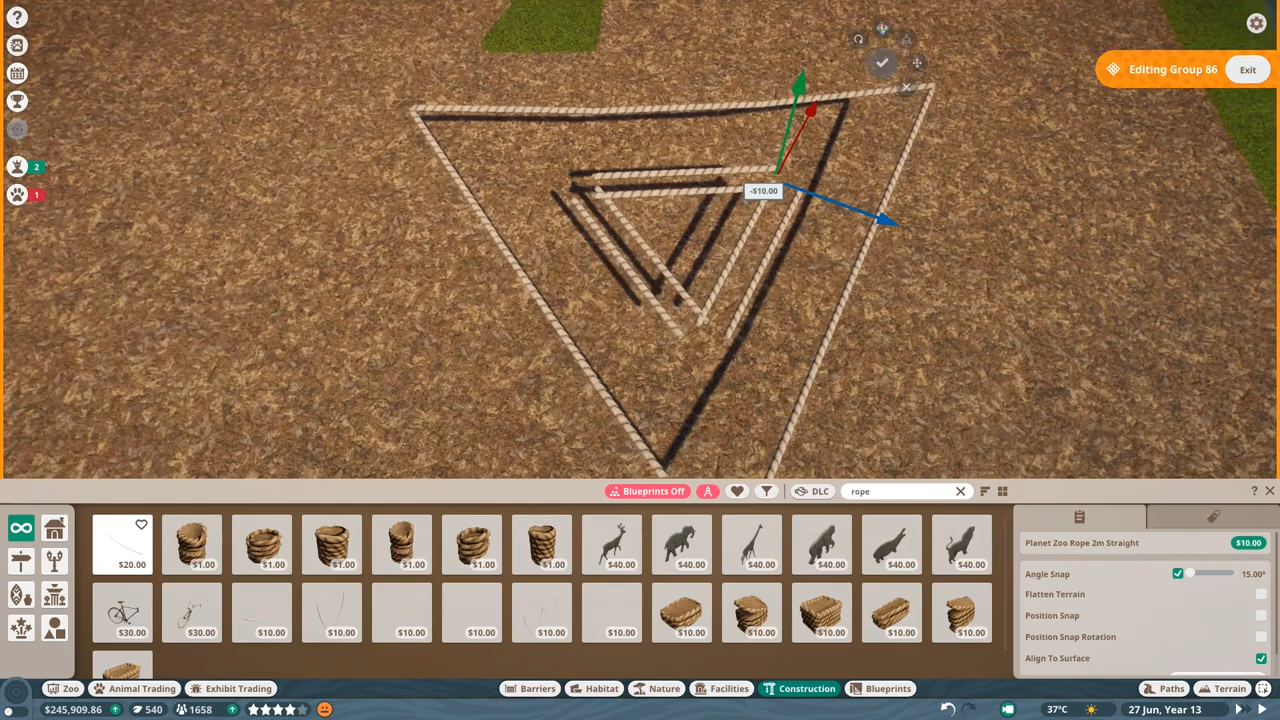 ?
Editing Group 86
Exit
2
1
-$10.00
Blueprints Off
DLC
rope
?
$20.00
$1.00
$1.00
$1.00
$1.00
$1.00
$1.00
$40.00
$40.00
$40.00
$40.00
$40.00
$40.00
$30.00
$30.00
$10.00
$10.00
$10.00
$10.00
$10.00
$10.00
$10.00
$10.00
$10.00
$10.00
$10.00
Planet Zoo Rope 2m Straight
$10.00
Angle Snap
15.00°
Flatten Terrain
Position Snap
Position Snap Rotation
Align To Surface
Zoo
Animal Trading
Exhibit Trading
Barriers
Habitat
Nature
Facilities
Construction
Blueprints
Paths
Terrain
$245,909.86
540
1658
37°C
27 Jun, Year 13